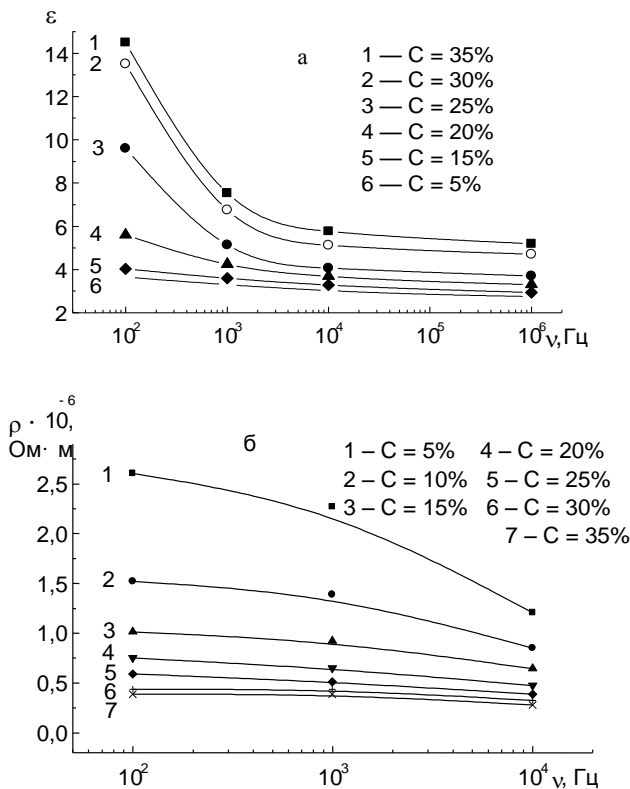 ε
а
14
12
10
8
6
4
2
1
2
3
4
5
6
1 — C = 35%
2 — C = 30%
3 — C = 25%
4 — C = 20%
5 — C = 15%
6 — C = 5%
10² 10³ 10⁴ 10⁵ 10⁶ ν, Гц
ρ · 10⁻⁶,
Ом· м
б
1 – C = 5% 4 – C = 20%
2 – C = 10% 5 – C = 25%
3 – C = 15% 6 – C = 30%
7 – C = 35%
2,5
2,0
1,5
1,0
0,5
0,0
1
2
3
4
5
6
7
10² 10³ 10⁴ ν, Гц